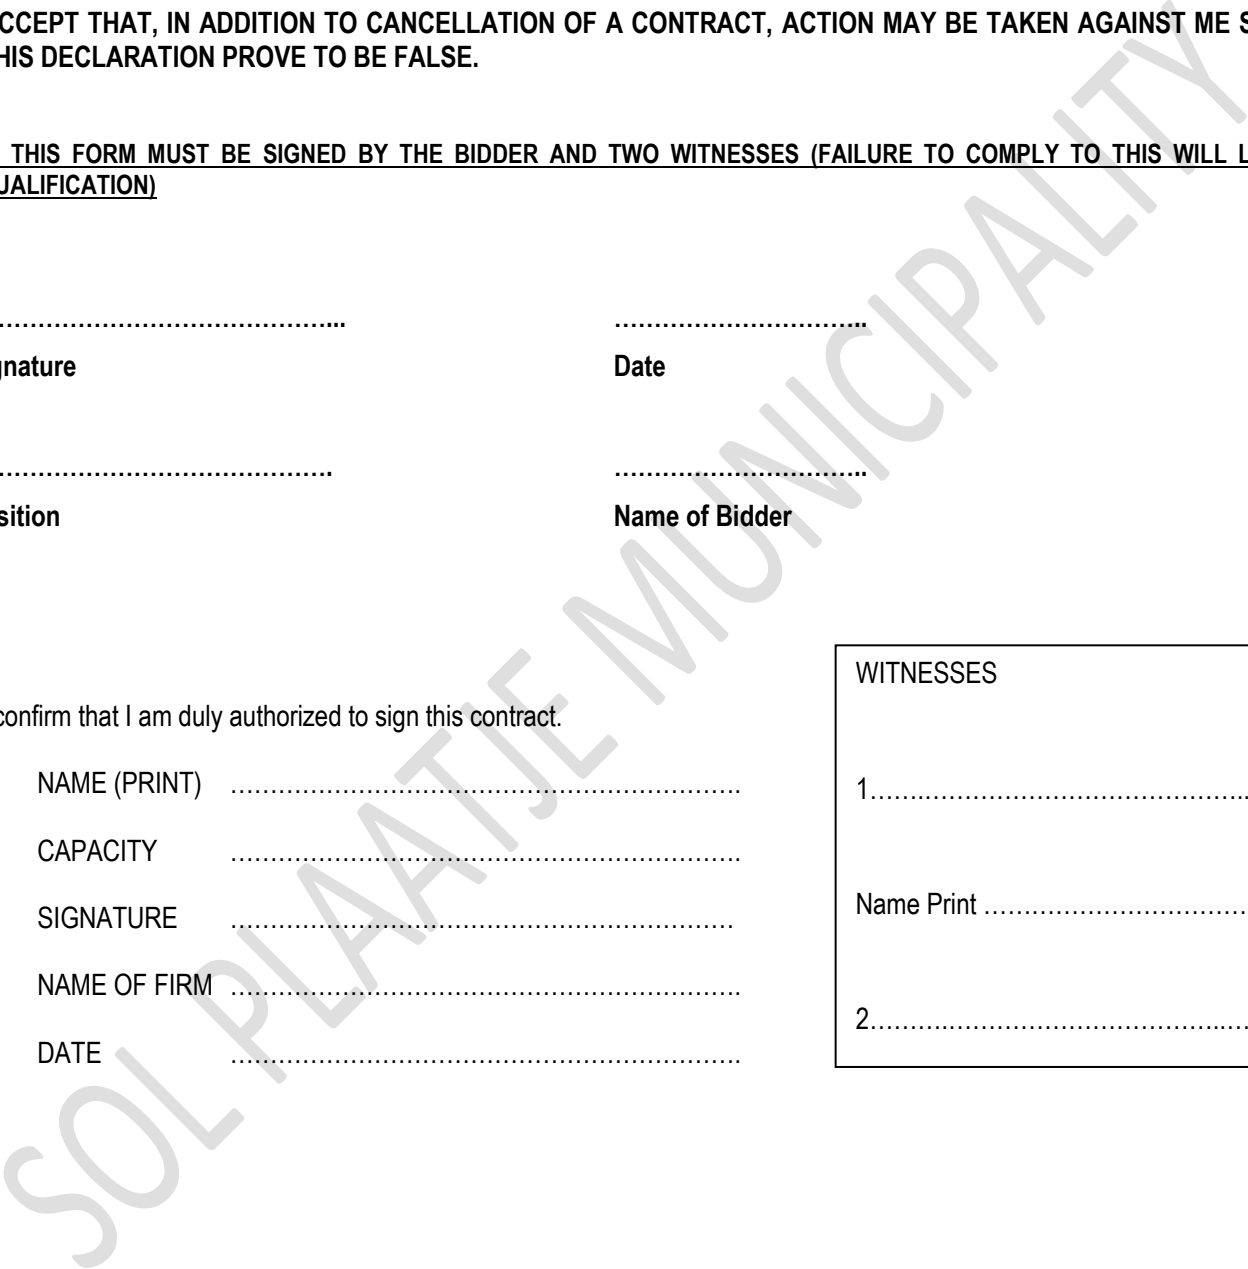 CCEPT THAT, IN ADDITION TO CANCELLATION OF A CONTRACT, ACTION MAY BE TAKEN AGAINST ME S
HIS DECLARATION PROVE TO BE FALSE.
THIS FORM MUST BE SIGNED BY THE BIDDER AND TWO WITNESSES (FAILURE TO COMPLY TO THIS WILL L
UALIFICATION)
…………………………………... ………………………..
gnature Date
……………………………………. ………………………..
sition Name of Bidder
confirm that I am duly authorized to sign this contract.
NAME (PRINT) ……………………………………………………….
CAPACITY ……………………………………………………….
SIGNATURE ………………………………………………………
NAME OF FIRM ……………………………………………………….
DATE ……………………………………………………….
WITNESSES
1…….…………………………………..
Name Print ……………………………
2……….……………………………..…
SOL PLAATJE MUNICIPALITY